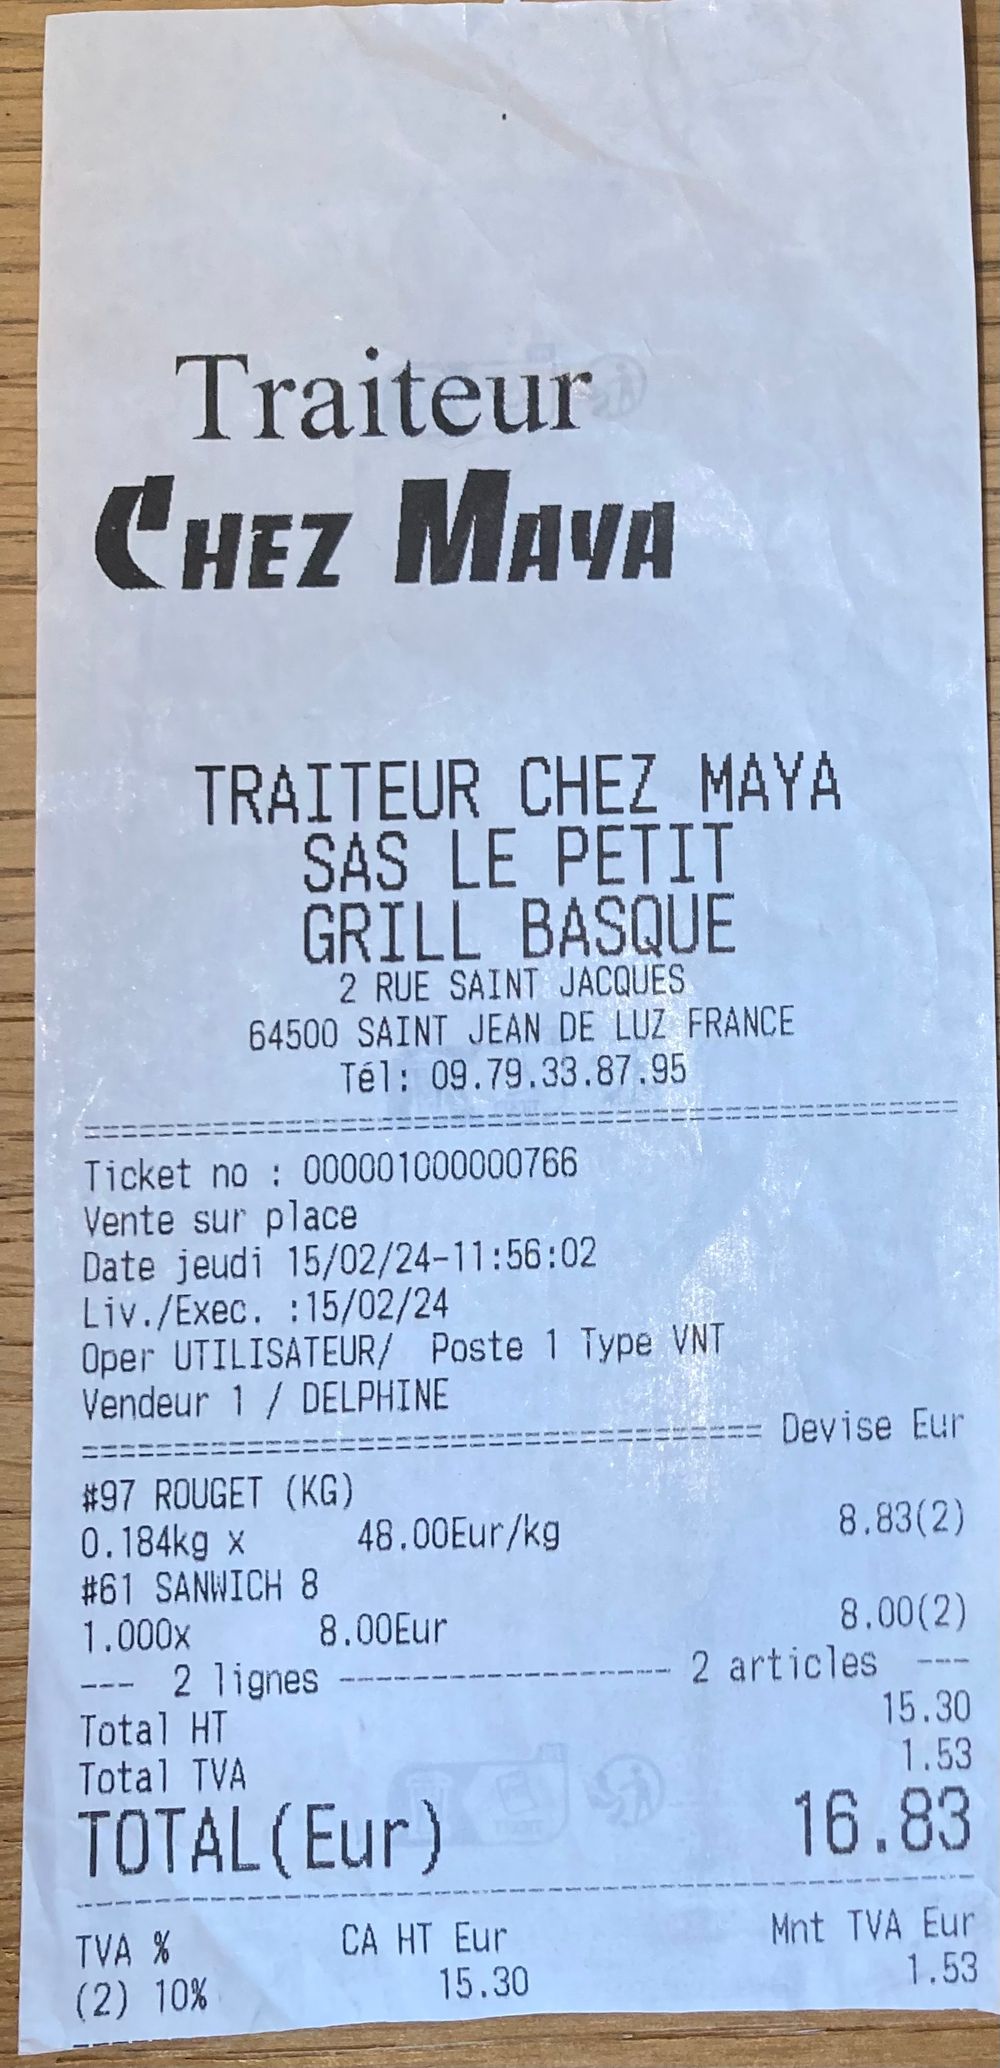 Traiteur
CHEZ MAYA
TRAITEUR CHEZ MAYA
SAS LE PETIT
GRILL BASQUE
2 RUE SAINT JACQUES
64500 SAINT JEAN DE LUZ FRANCE
Tél: 09.79.33.87.95
Ticket no : 000001000000766
Vente sur place
Date jeudi 15/02/24-11:56:02
Liv./Exec. :15/02/24
Oper UTILISATEUR/ Poste 1 Type VNT
Vendeur 1 / DELPHINE
Devise Eur
#97 ROUGET (KG)
0.184kg x 48.00Eur/kg 8.83(2)
#61 SANWICH 8
1.000x 8.00Eur 8.00(2)
--- 2 lignes ------------------ 2 articles ---
Total HT 15.30
Total TVA 1.53
TOTAL(Eur) 16.83
TVA % CA HT Eur Mnt TVA Eur
(2) 10% 15.30 1.53